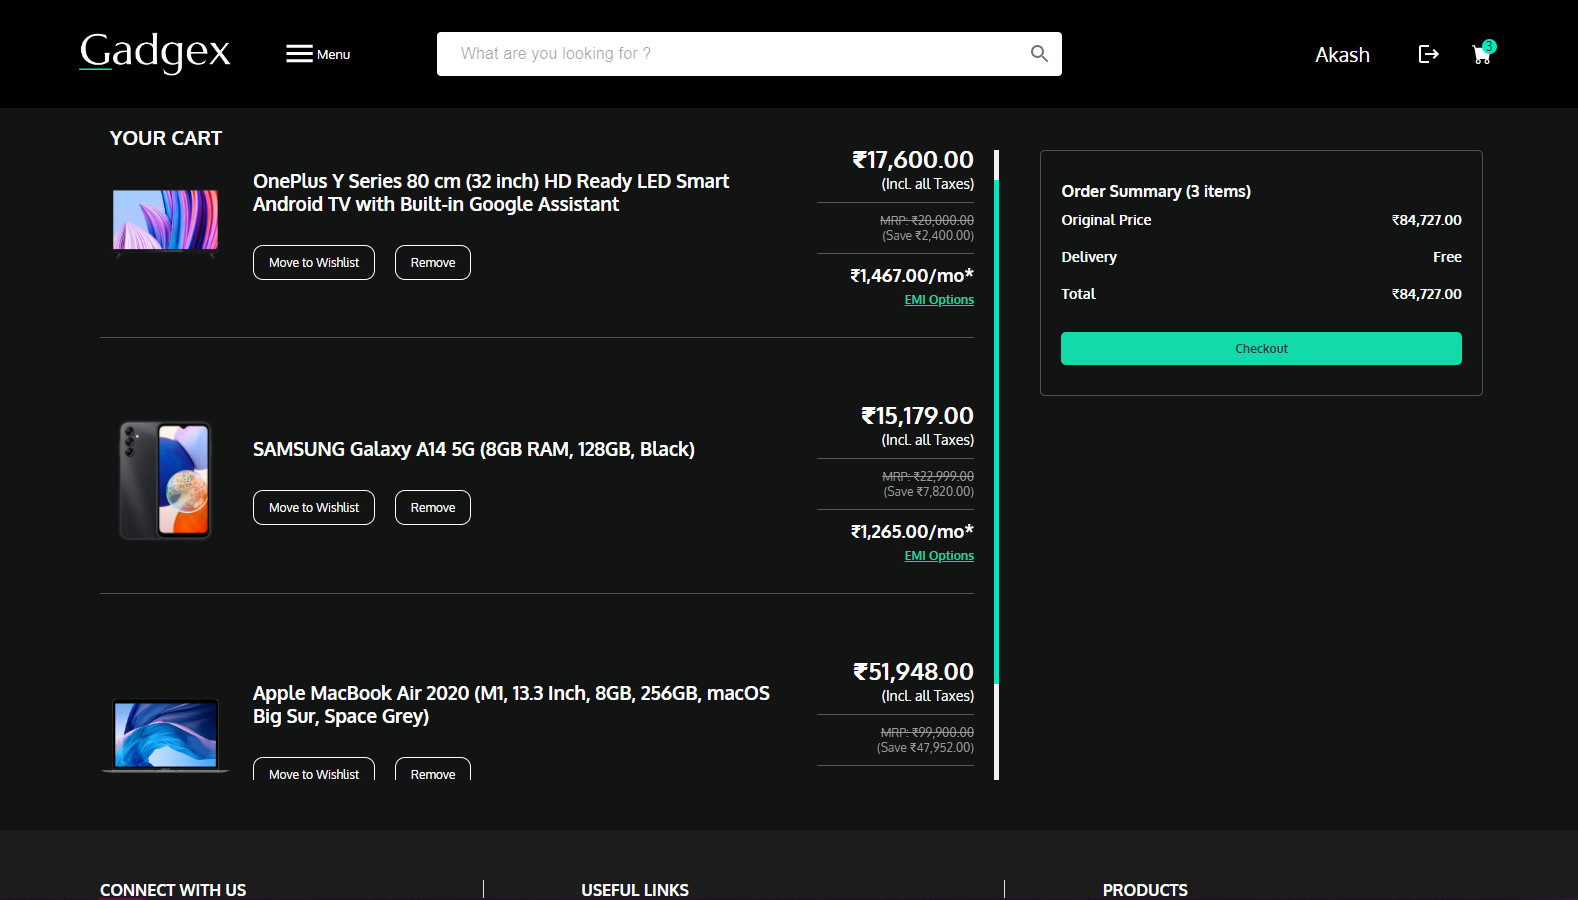 Gadgex
Menu
What are you looking for ?
Akash
3
YOUR CART
OnePlus Y Series 80 cm (32 inch) HD Ready LED Smart
Android TV with Built-in Google Assistant
Move to Wishlist
Remove
₹17,600.00
(Incl. all Taxes)
MRP: ₹20,000.00
(Save ₹2,400.00)
₹1,467.00/mo*
EMI Options
SAMSUNG Galaxy A14 5G (8GB RAM, 128GB, Black)
Move to Wishlist
Remove
₹15,179.00
(Incl. all Taxes)
MRP: ₹22,999.00
(Save ₹7,820.00)
₹1,265.00/mo*
EMI Options
Apple MacBook Air 2020 (M1, 13.3 Inch, 8GB, 256GB, macOS
Big Sur, Space Grey)
Move to Wishlist
Remove
₹51,948.00
(Incl. all Taxes)
MRP: ₹99,900.00
(Save ₹47,952.00)
Order Summary (3 items)
Original Price ₹84,727.00
Delivery Free
Total ₹84,727.00
Checkout
CONNECT WITH US
USEFUL LINKS
PRODUCTS